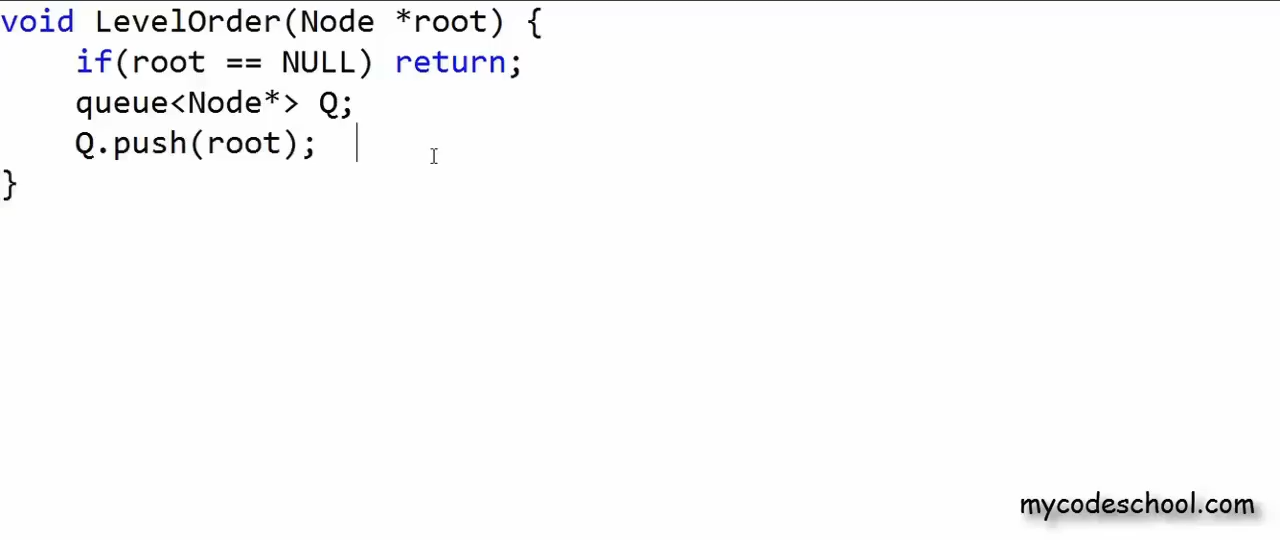 void LevelOrder(Node *root) {
    if(root == NULL) return;
    queue<Node*> Q;
    Q.push(root);
}
mycodeschool.com